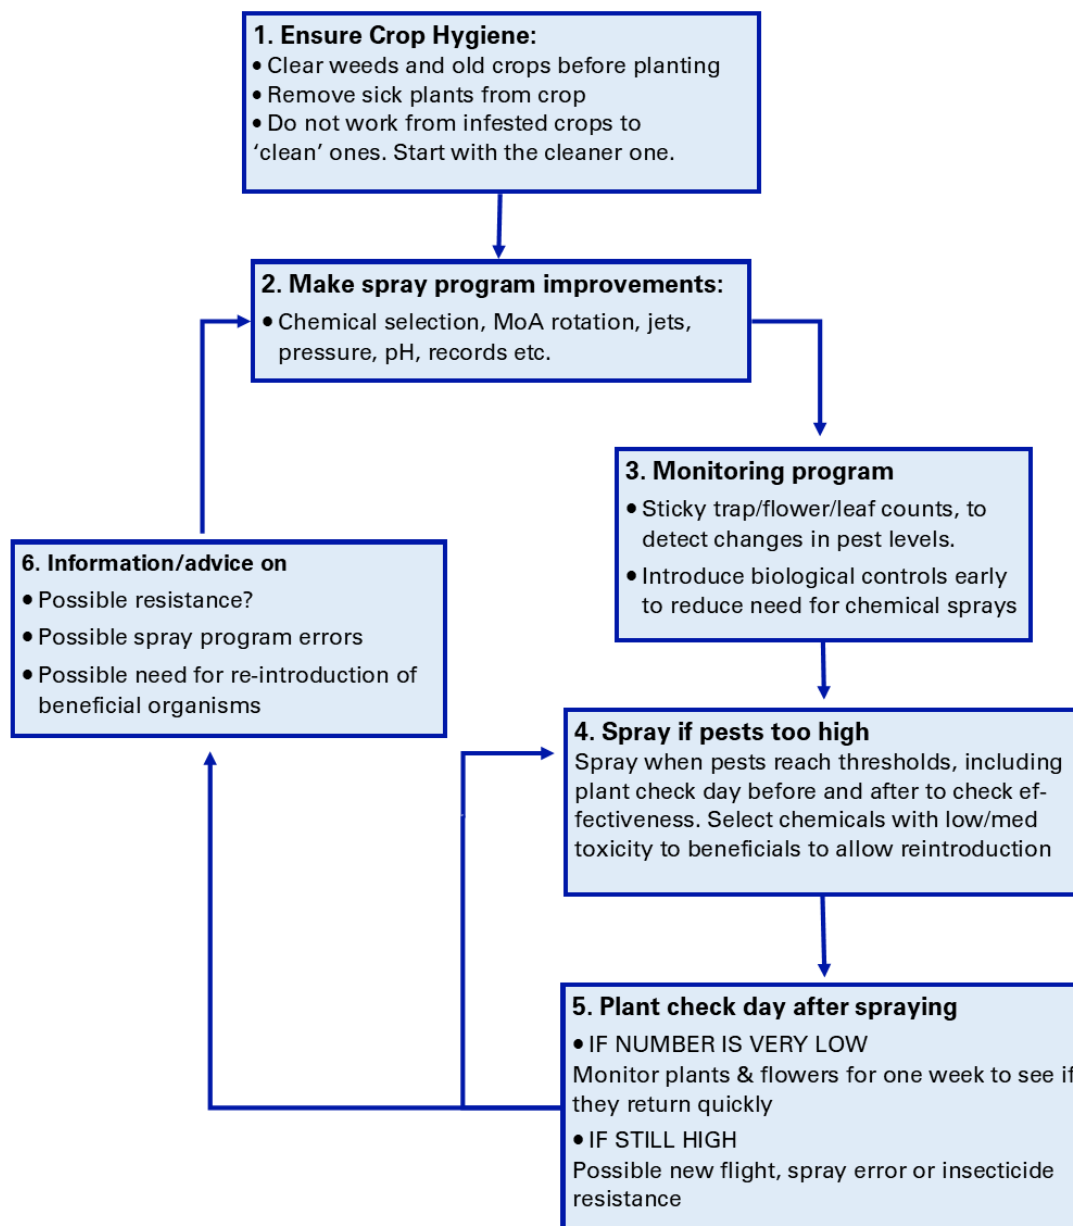 1. Ensure Crop Hygiene:
• Clear weeds and old crops before planting
• Remove sick plants from crop
• Do not work from infested crops to
‘clean’ ones. Start with the cleaner one.
2. Make spray program improvements:
• Chemical selection, MoA rotation, jets,
pressure, pH, records etc.
3. Monitoring program
• Sticky trap/flower/leaf counts, to
detect changes in pest levels.
• Introduce biological controls early
to reduce need for chemical sprays
6. Information/advice on
• Possible resistance?
• Possible spray program errors
• Possible need for re-introduction of
beneficial organisms
4. Spray if pests too high
Spray when pests reach thresholds, including
plant check day before and after to check ef-
fectiveness. Select chemicals with low/med
toxicity to beneficials to allow reintroduction
5. Plant check day after spraying
• IF NUMBER IS VERY LOW
Monitor plants & flowers for one week to see if
they return quickly
• IF STILL HIGH
Possible new flight, spray error or insecticide
resistance